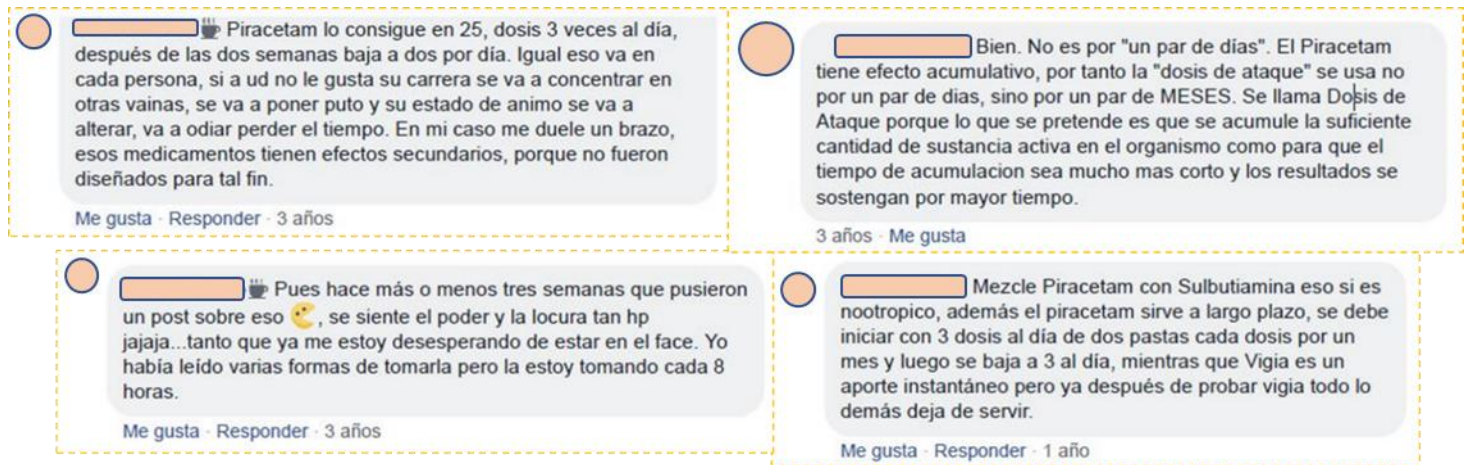 Piracetam lo consigue en 25, dosis 3 veces al día,
después de las dos semanas baja a dos por día. Igual eso va en
cada persona, si a ud no le gusta su carrera se va a concentrar en
otras vainas, se va a poner puto y su estado de animo se va a
alterar, va a odiar perder el tiempo. En mi caso me duele un brazo,
esos medicamentos tienen efectos secundarios, porque no fueron
diseñados para tal fin.
Me gusta · Responder · 3 años
Bien. No es por "un par de días". El Piracetam
tiene efecto acumulativo, por tanto la "dosis de ataque" se usa no
por un par de dias, sino por un par de MESES. Se llama Dosis de
Ataque porque lo que se pretende es que se acumule la suficiente
cantidad de sustancia activa en el organismo como para que el
tiempo de acumulacion sea mucho mas corto y los resultados se
sostengan por mayor tiempo.
3 años · Me gusta
Pues hace más o menos tres semanas que pusieron
un post sobre eso , se siente el poder y la locura tan hp
jajaja...tanto que ya me estoy desesperando de estar en el face. Yo
había leído varias formas de tomarla pero la estoy tomando cada 8
horas.
Me gusta · Responder · 3 años
Mezcle Piracetam con Sulbutiamina eso si es
nootropico, además el piracetam sirve a largo plazo, se debe
iniciar con 3 dosis al día de dos pastas cada dosis por un
mes y luego se baja a 3 al día, mientras que Vigia es un
aporte instantáneo pero ya después de probar vigia todo lo
demás deja de servir.
Me gusta · Responder · 1 año